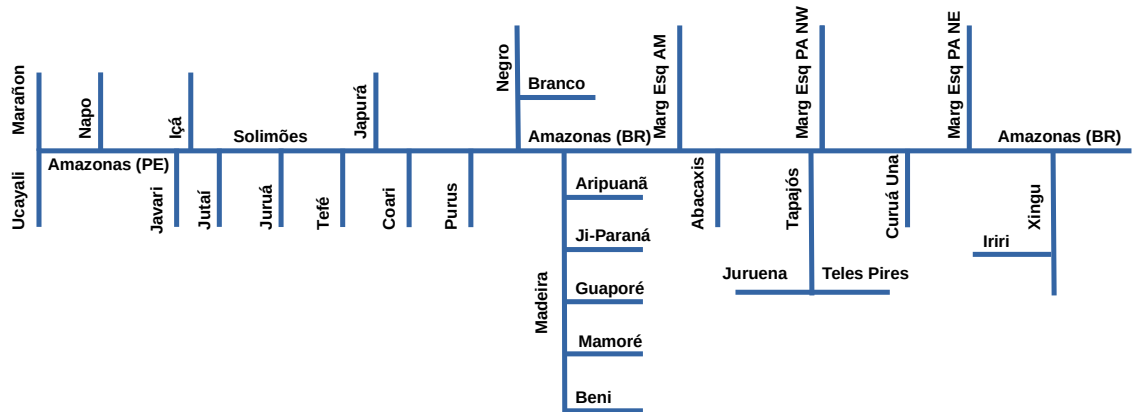 Marañon
Napo
Içá
Solimões
Japurá
Negro
Branco
Amazonas (BR)
Marg Esq AM
Marg Esq PA NW
Marg Esq PA NE
Amazonas (BR)
Amazonas (PE)
Ucayali
Javari
Jutaí
Juruá
Tefé
Coari
Purus
Madeira
Aripuanã
Ji-Paraná
Guaporé
Mamoré
Beni
Abacaxis
Tapajós
Juruena
Teles Pires
Curuá Una
Iriri
Xingu